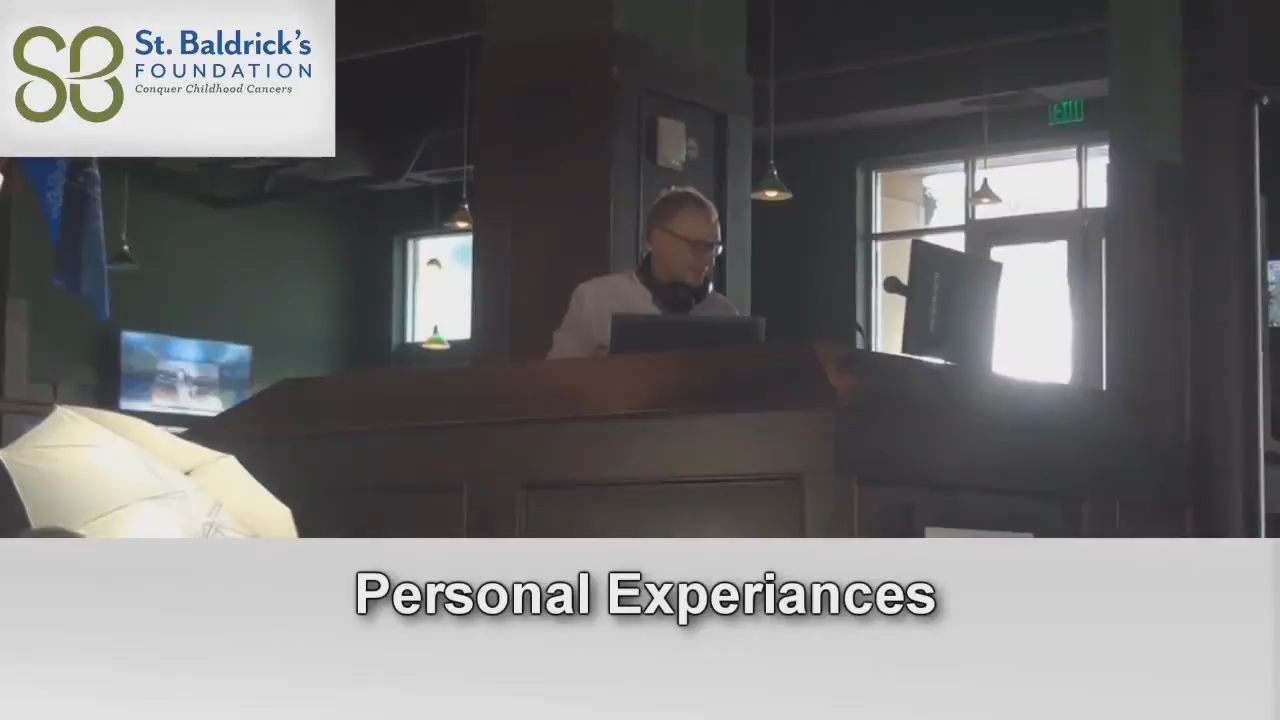 St. Baldrick's
FOUNDATION
Conquer Childhood Cancers
EXIT
Personal Experiances